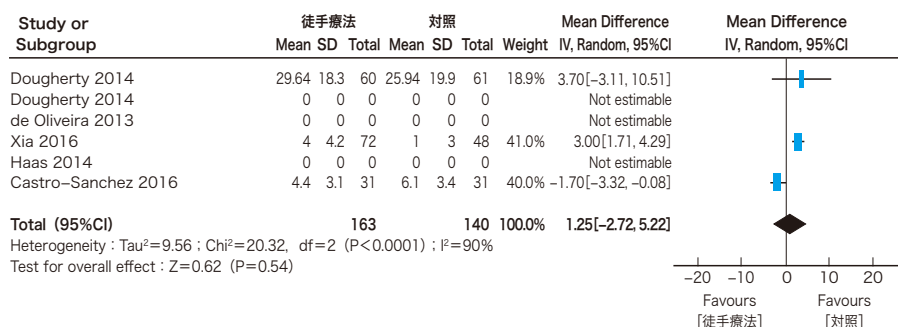 Study or Subgroup 徒手療法 対照 Mean Difference Mean Difference
Mean SD Total Mean SD Total Weight IV, Random, 95%CI IV, Random, 95%CI
Dougherty 2014 29.64 18.3 60 25.94 19.9 61 18.9% 3.70[−3.11, 10.51]
Dougherty 2014 0 0 0 0 0 0 Not estimable
de Oliveira 2013 0 0 0 0 0 0 Not estimable
Xia 2016 4 4.2 72 1 3 48 41.0% 3.00[1.71, 4.29]
Haas 2014 0 0 0 0 0 0 Not estimable
Castro−Sanchez 2016 4.4 3.1 31 6.1 3.4 31 40.0% −1.70[−3.32, −0.08]
Total (95%CI) 163 140 100.0% 1.25[−2.72, 5.22]
Heterogeneity：Tau²＝9.56；Chi²＝20.32, df＝2（P＜0.0001）；I²＝90%
Test for overall effect：Z＝0.62（P＝0.54）
−20 −10 0 10 20
Favours Favours
[徒手療法] [対照]